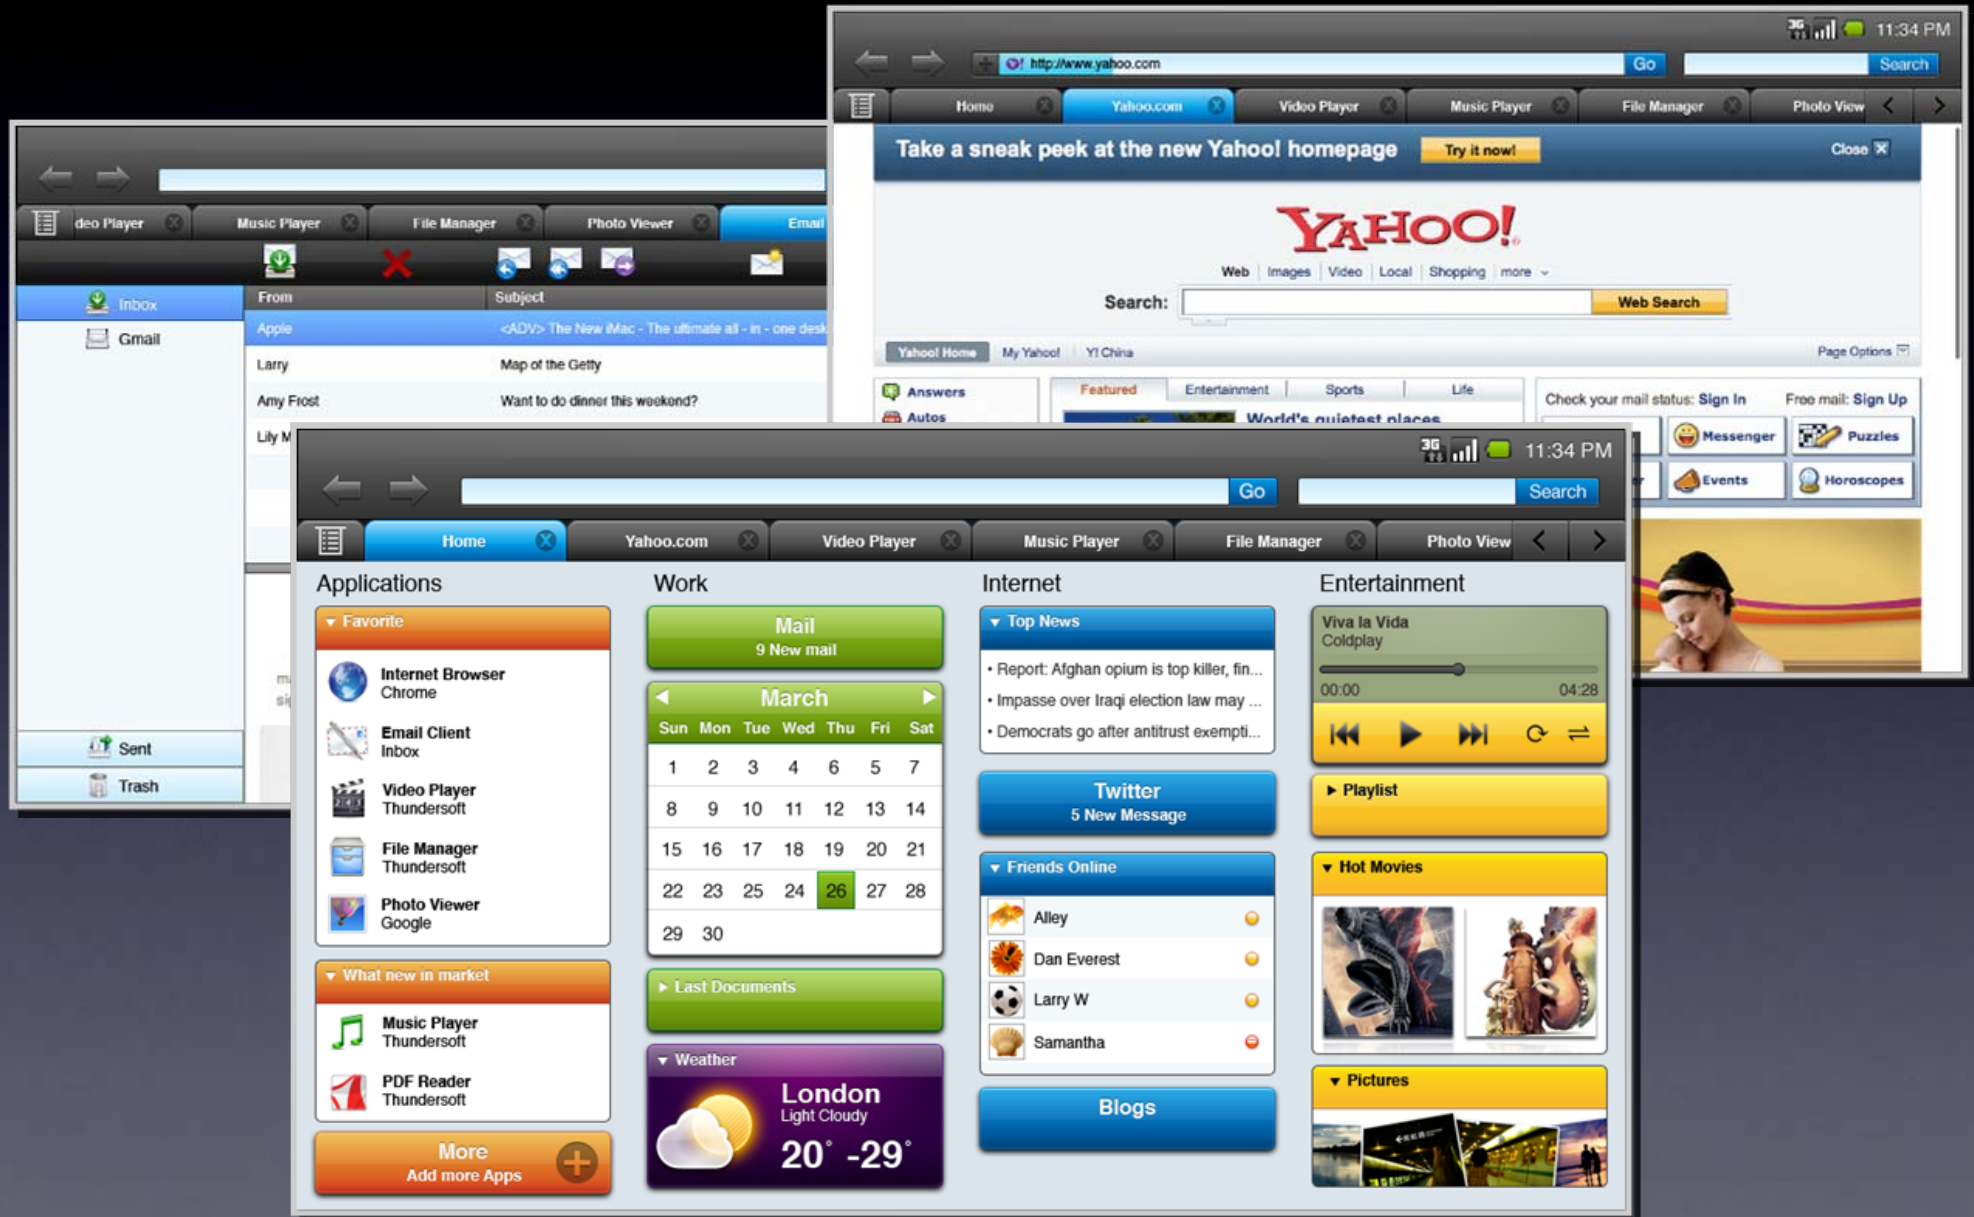 deo Player
Music Player
File Manager
Photo Viewer
Email
Inbox
Gmail
From
Subject
Apple
<ADV> The New iMac - The ultimate all - in - one desk
Larry
Map of the Getty
Amy Frost
Want to do dinner this weekend?
Lily M
Sent
Trash
3G
11:34 PM
http://www.yahoo.com
Go
Search
Home
Yahoo.com
Video Player
Music Player
File Manager
Photo View
Take a sneak peek at the new Yahoo! homepage
Try it now!
Close
YAHOO!
Web Images Video Local Shopping more
Search:
Web Search
Yahoo! Home
My Yahoo!
Y! China
Page Options
Answers
Autos
Featured
Entertainment
Sports
Life
World's quietest places
Check your mail status: Sign In
Free mail: Sign Up
Messenger
Puzzles
Events
Horoscopes
3G
11:34 PM
Go
Search
Home
Yahoo.com
Video Player
Music Player
File Manager
Photo View
Applications
Favorite
Internet Browser
Chrome
Email Client
Inbox
Video Player
Thundersoft
File Manager
Thundersoft
Photo Viewer
Google
What new in market
Music Player
Thundersoft
PDF Reader
Thundersoft
More
Add more Apps
Work
Mail
9 New mail
March
Sun Mon Tue Wed Thu Fri Sat
1 2 3 4 6 5 7
8 9 10 11 12 13 14
15 16 17 18 19 20 21
22 23 25 24 26 27 28
29 30
Last Documents
Weather
London
Light Cloudy
20° -29°
Internet
Top News
• Report: Afghan opium is top killer, fin...
• Impasse over Iraqi election law may ...
• Democrats go after antitrust exempti...
Twitter
5 New Message
Friends Online
Alley
Dan Everest
Larry W
Samantha
Blogs
Entertainment
Viva la Vida
Coldplay
00:00
04:28
Playlist
Hot Movies
Pictures